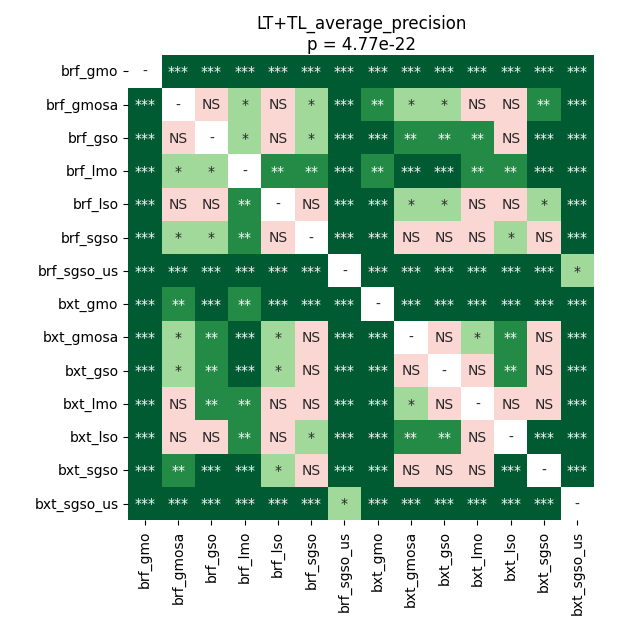 LT+TL_average_precision
p = 4.77e-22
brf_gmo - *** *** *** *** *** *** *** *** *** *** *** *** ***
brf_gmosa *** - NS * NS * *** ** * * NS NS ** ***
brf_gso *** NS - * NS * *** *** ** ** ** NS *** ***
brf_lmo *** * * - ** ** *** ** *** *** ** ** *** ***
brf_lso *** NS NS ** - NS *** *** * * NS NS * ***
brf_sgso *** * * ** NS - *** *** NS NS NS * NS ***
brf_sgso_us *** *** *** *** *** *** - *** *** *** *** *** *** *
bxt_gmo *** ** *** ** *** *** *** - *** *** *** *** *** ***
bxt_gmosa *** * ** *** * NS *** *** - NS * ** NS ***
bxt_gso *** * ** *** * NS *** *** NS - NS ** NS ***
bxt_lmo *** NS ** ** NS NS *** *** * NS - NS NS ***
bxt_lso *** NS NS ** NS * *** *** ** ** NS - *** ***
bxt_sgso *** ** *** *** * NS *** *** NS NS NS *** - ***
bxt_sgso_us *** *** *** *** *** *** * *** *** *** *** *** *** -
brf_gmo brf_gmosa brf_gso brf_lmo brf_lso brf_sgso brf_sgso_us bxt_gmo bxt_gmosa bxt_gso bxt_lmo bxt_lso bxt_sgso bxt_sgso_us